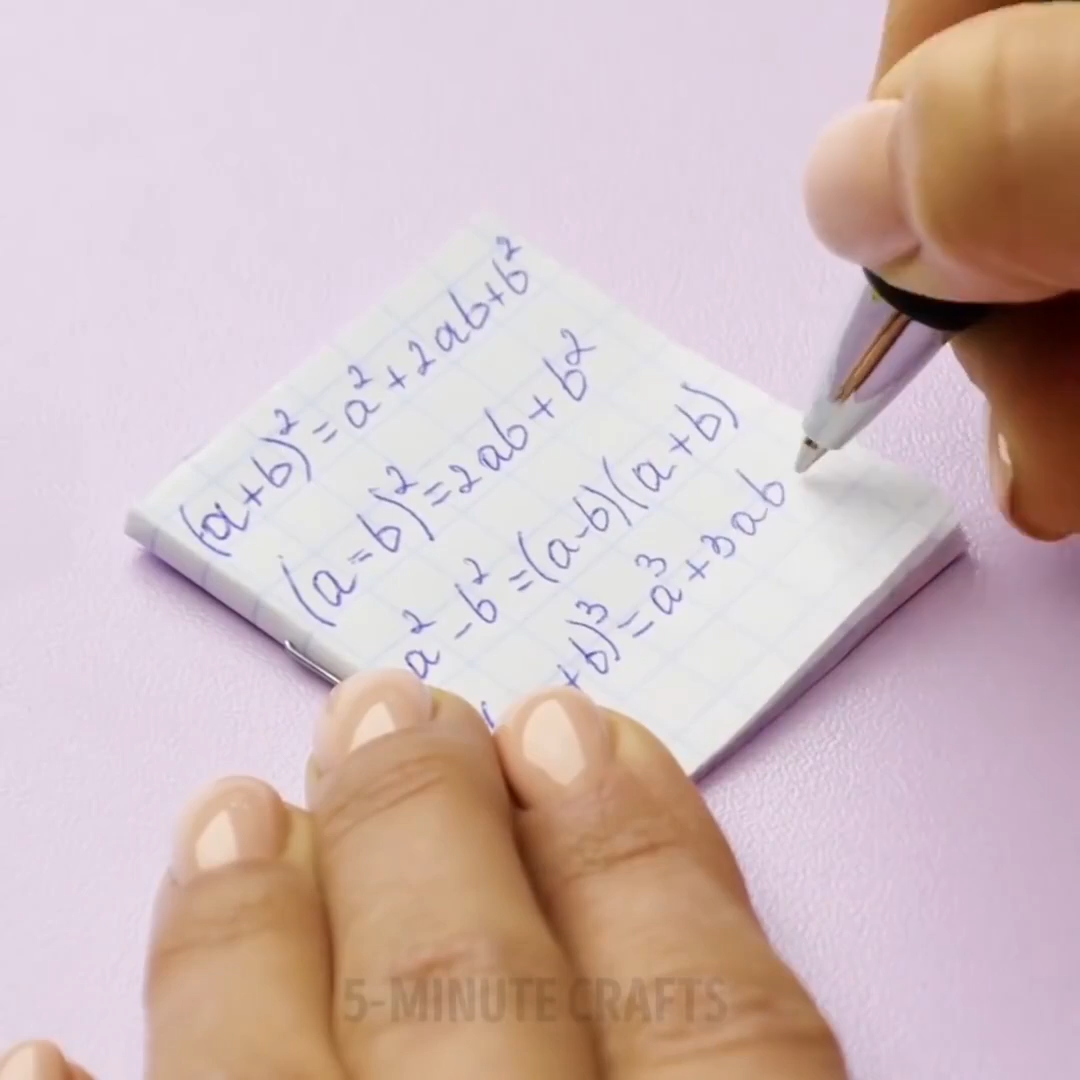 (a+b)²=a²+2ab+b²
(a=b)²=2ab+b²
a²-b²=(a-b)(a+b)
+b)³=a³+3ab
5-MINUTE CRAFTS